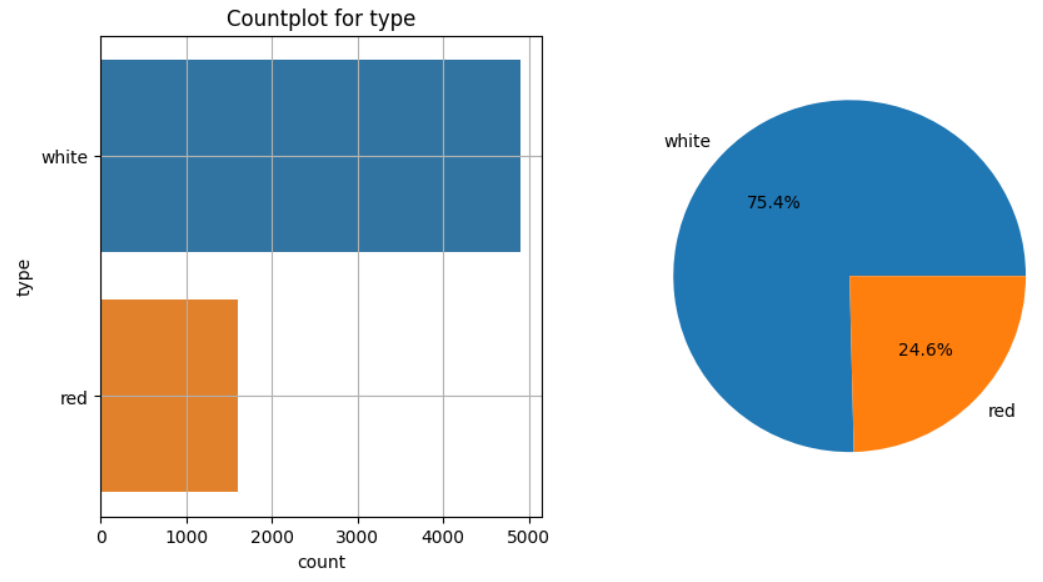 Countplot for type
white
red
type
0 1000 2000 3000 4000 5000
count
white
75.4%
24.6%
red